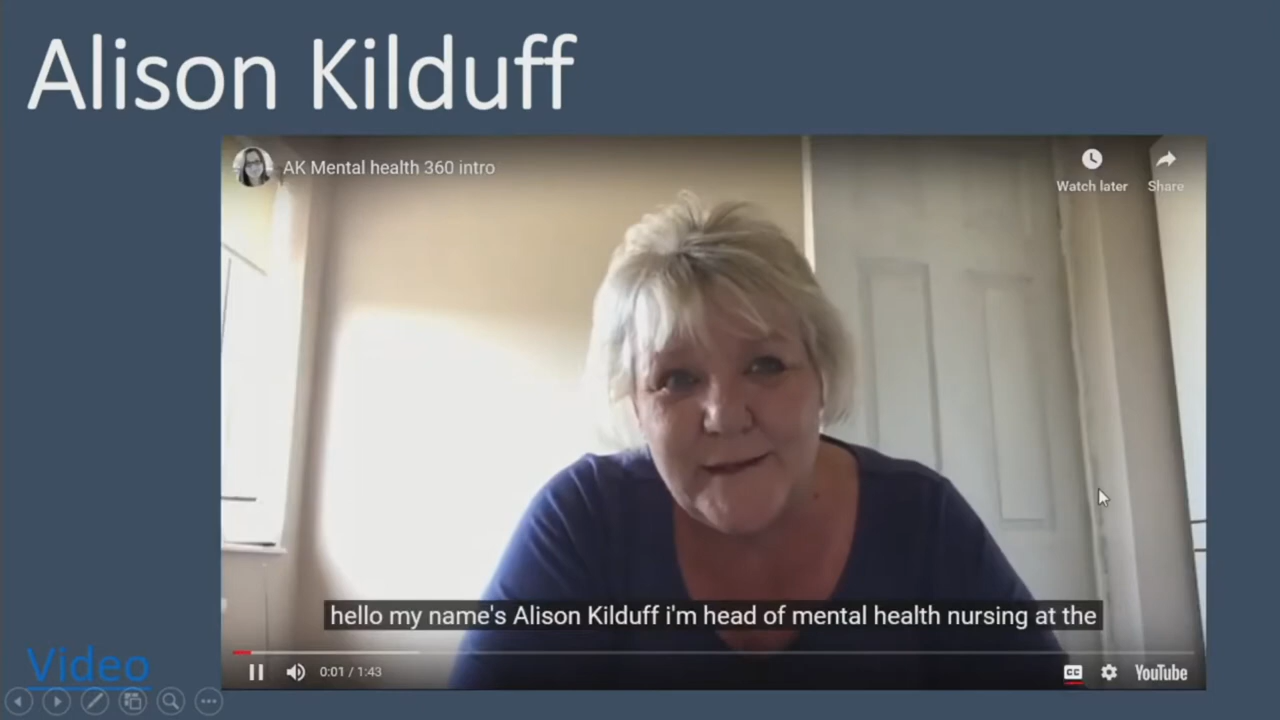 Alison Kilduff
AK Mental health 360 intro
Watch later
Share
hello my name's Alison Kilduff i'm head of mental health nursing at the
0:01 / 1:43
CC
YouTube
Video